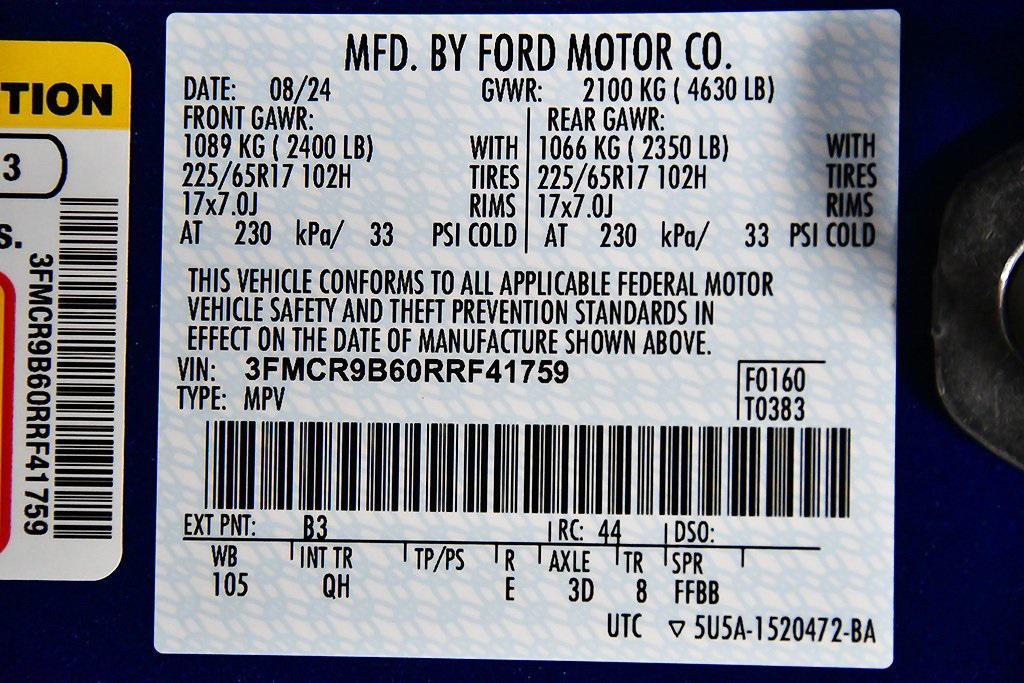 TION
3
S.
3FMCR9B60RRF41759
MFD. BY FORD MOTOR CO.
DATE: 08/24 GVWR: 2100 KG ( 4630 LB)
FRONT GAWR: REAR GAWR:
1089 KG ( 2400 LB) WITH 1066 KG ( 2350 LB) WITH
225/65R17 102H TIRES 225/65R17 102H TIRES
17x7.0J RIMS 17x7.0J RIMS
AT 230 kPa/ 33 PSI COLD AT 230 kPa/ 33 PSI COLD
THIS VEHICLE CONFORMS TO ALL APPLICABLE FEDERAL MOTOR
VEHICLE SAFETY AND THEFT PREVENTION STANDARDS IN
EFFECT ON THE DATE OF MANUFACTURE SHOWN ABOVE.
VIN: 3FMCR9B60RRF41759
TYPE: MPV
F0160
T0383
EXT PNT: B3 RC: 44 DSO:
WB INT TR TP/PS R AXLE TR SPR
105 QH E 3D 8 FFBB
UTC ▽ 5U5A-1520472-BA